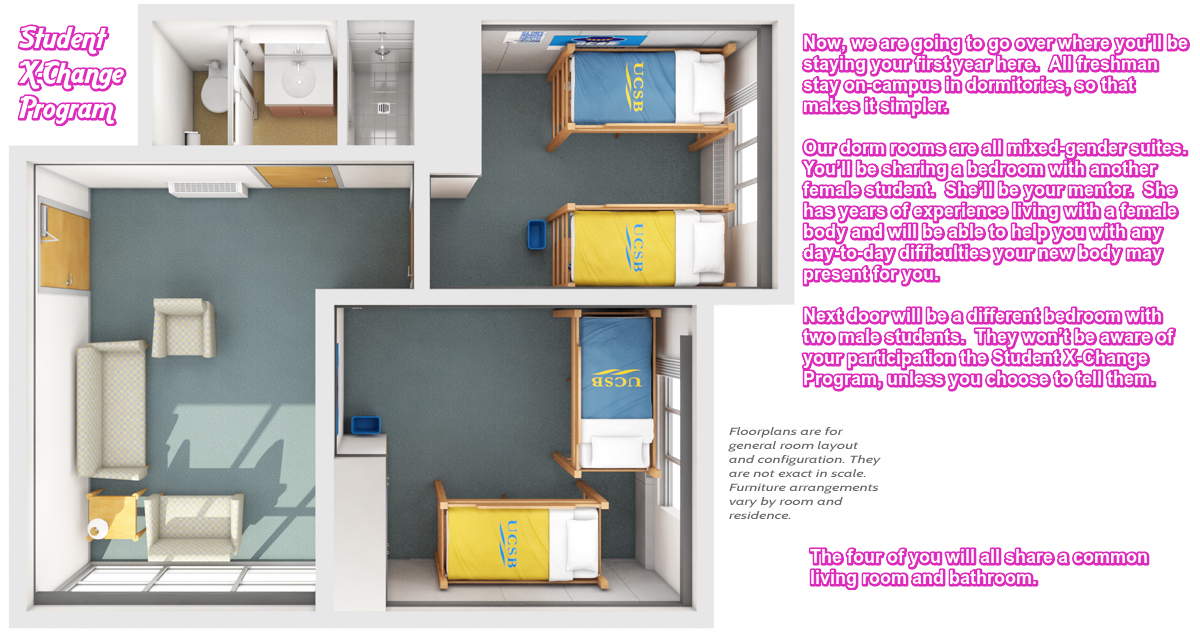 Student
X-Change
Program
Now, we are going to go over where you'll be
staying your first year here. All freshman
stay on-campus in dormitories, so that
makes it simpler.
Our dorm rooms are all mixed-gender suites.
You'll be sharing a bedroom with another
female student. She'll be your mentor. She
has years of experience living with a female
body and will be able to help you with any
day-to-day difficulties your new body may
present for you.
Next door will be a different bedroom with
two male students. They won't be aware of
your participation the Student X-Change
Program, unless you choose to tell them.
Floorplans are for
general room layout
and configuration. They
are not exact in scale.
Furniture arrangements
vary by room and
residence.
The four of you will all share a common
living room and bathroom.
UCSB
UCSB
UCSB
UCSB